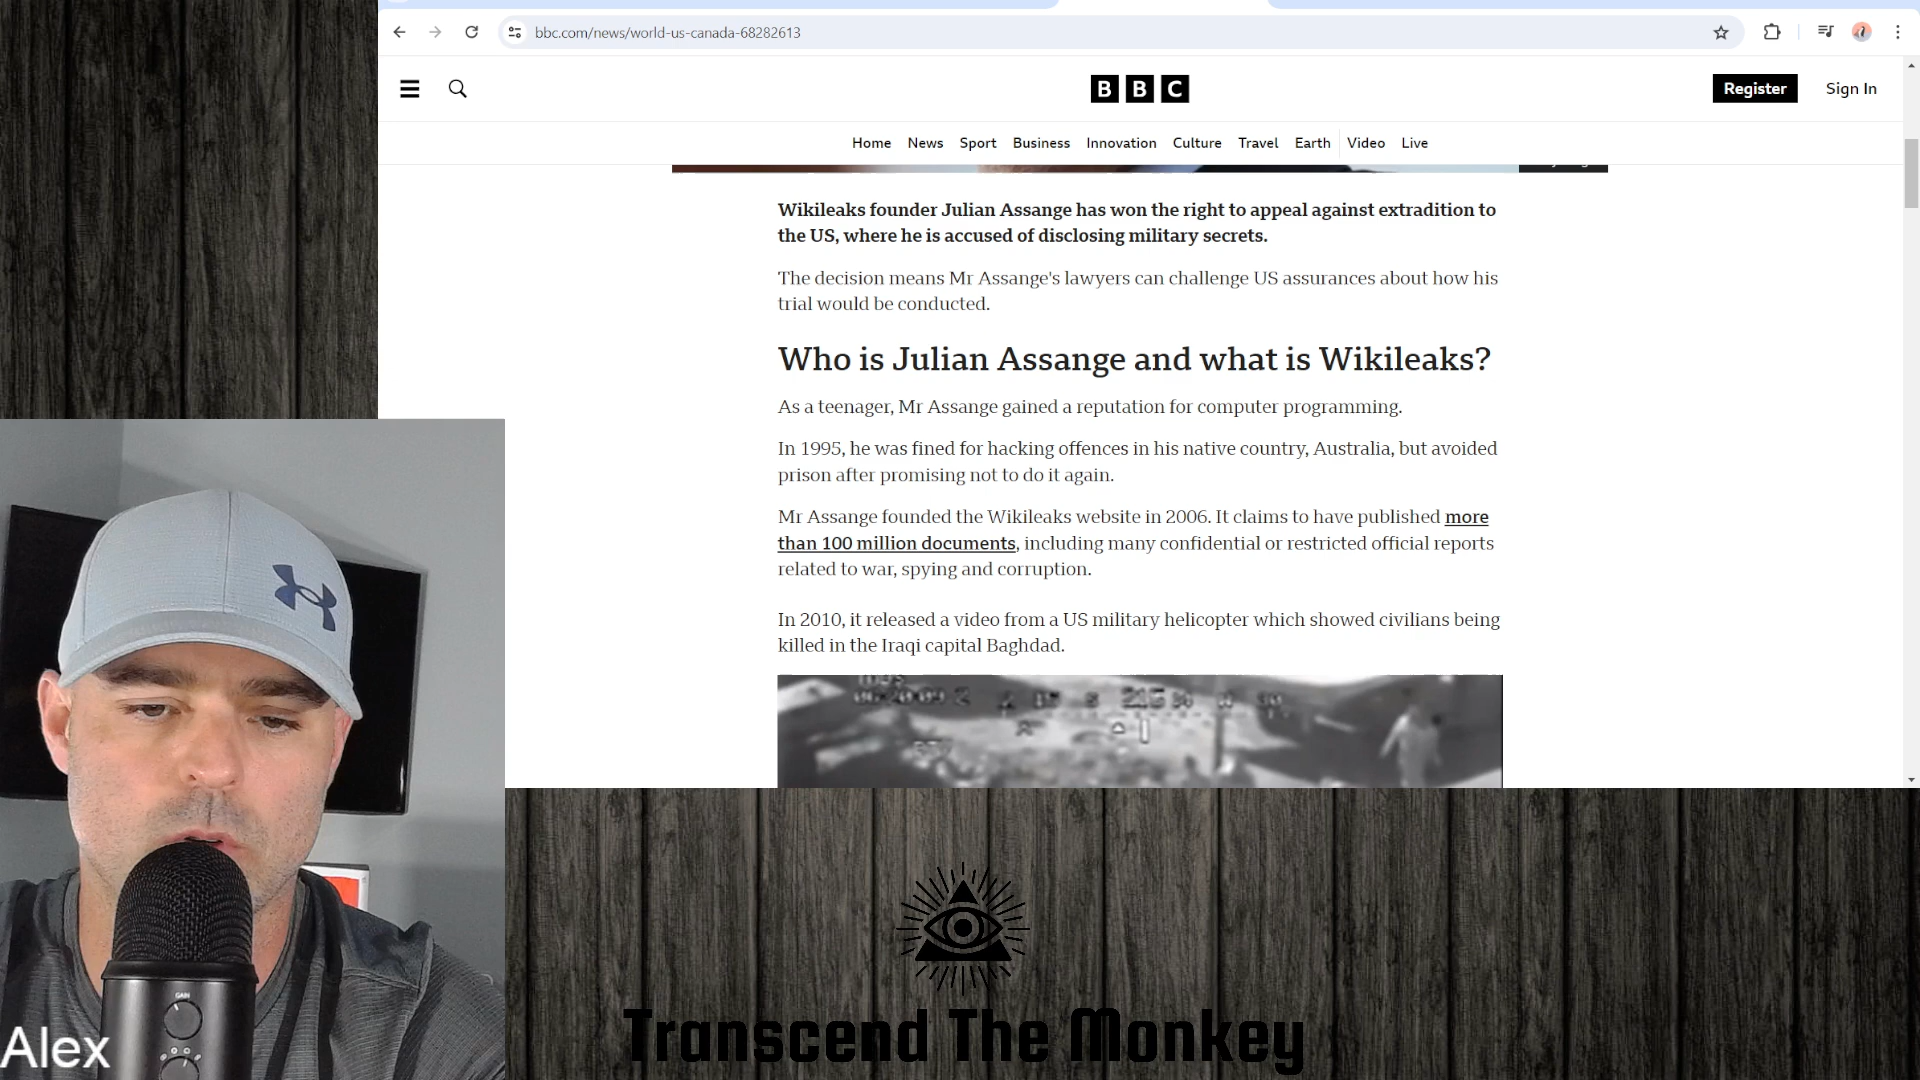 bbc.com/news/world-us-canada-68282613
BBC
Register
Sign In
Home News Sport Business Innovation Culture Travel Earth Video Live
Wikileaks founder Julian Assange has won the right to appeal against extradition to
the US, where he is accused of disclosing military secrets.
The decision means Mr Assange's lawyers can challenge US assurances about how his
trial would be conducted.
Who is Julian Assange and what is Wikileaks?
As a teenager, Mr Assange gained a reputation for computer programming.
In 1995, he was fined for hacking offences in his native country, Australia, but avoided
prison after promising not to do it again.
Mr Assange founded the Wikileaks website in 2006. It claims to have published more
than 100 million documents, including many confidential or restricted official reports
related to war, spying and corruption.
In 2010, it released a video from a US military helicopter which showed civilians being
killed in the Iraqi capital Baghdad.
GAIN
Alex
Transcend The Monkey